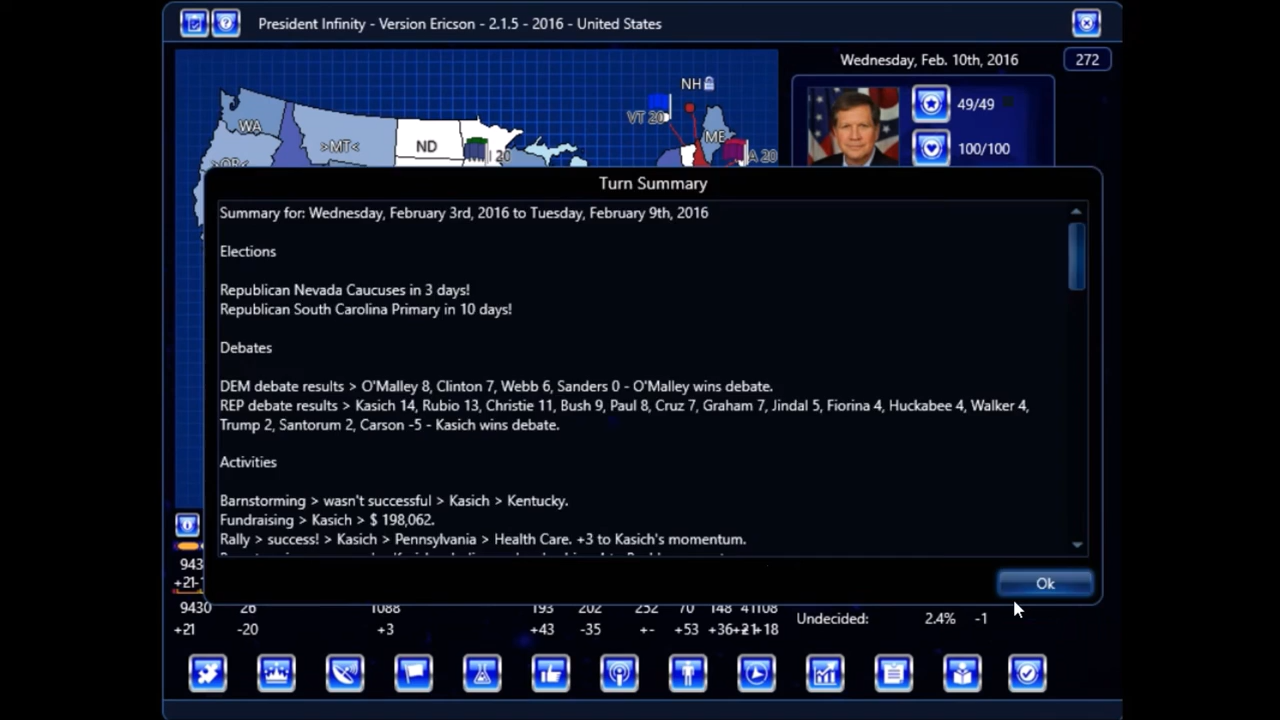 President Infinity - Version Ericson - 2.1.5 - 2016 - United States
Wednesday, Feb. 10th, 2016
272
NH
49/49
VT 20
WA
>MT<
ND
ME
A 20
100/100
Turn Summary
Summary for: Wednesday, February 3rd, 2016 to Tuesday, February 9th, 2016
Elections
Republican Nevada Caucuses in 3 days!
Republican South Carolina Primary in 10 days!
Debates
DEM debate results > O'Malley 8, Clinton 7, Webb 6, Sanders 0 - O'Malley wins debate.
REP debate results > Kasich 14, Rubio 13, Christie 11, Bush 9, Paul 8, Cruz 7, Graham 7, Jindal 5, Fiorina 4, Huckabee 4, Walker 4,
Trump 2, Santorum 2, Carson -5 - Kasich wins debate.
Activities
Barnstorming > wasn't successful > Kasich > Kentucky.
Fundraising > Kasich > $ 198,062.
Rally > success! > Kasich > Pennsylvania > Health Care. +3 to Kasich's momentum.
943
Ok
9430 26 1088 193 202 252 70 148
Undecided: 2.4% -1
+21 -20 +3 +43 -35 +- +53 +36